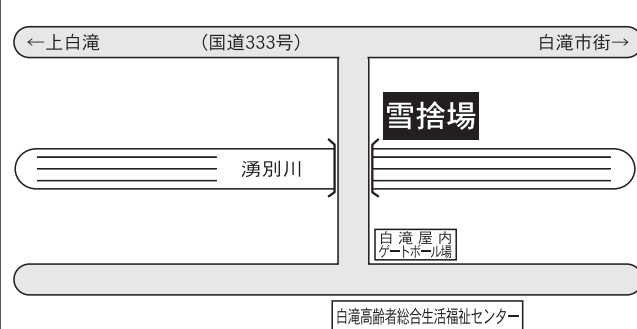 ←上白滝
(国道333号)
白滝市街→
雪捨場
湧別川
白滝屋内
ゲートボール場
白滝高齢者総合生活福祉センター